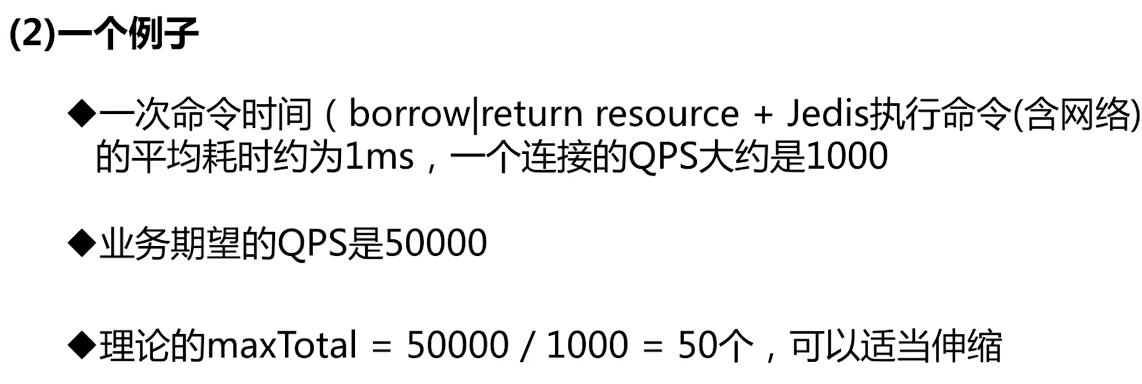 (2)一个例子
◆一次命令时间（borrow|return resource + Jedis执行命令(含网络)
的平均耗时约为1ms，一个连接的QPS大约是1000
◆业务期望的QPS是50000
◆理论的maxTotal = 50000 / 1000 = 50个，可以适当伸缩